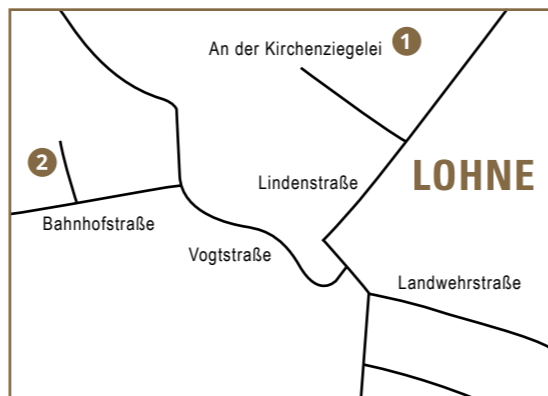 An der Kirchenziegelei 1
2
Lindenstraße
LOHNE
Bahnhofstraße
Vogtstraße
Landwehrstraße